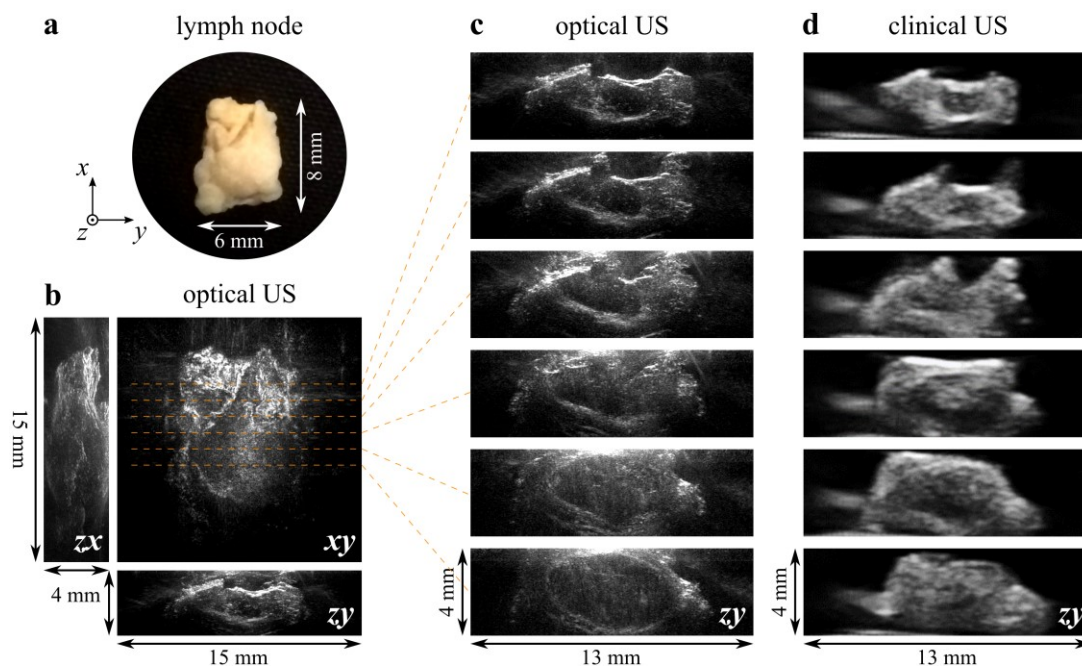 a
lymph node
x
z
y
8 mm
6 mm
b
optical US
15 mm
zx
xy
4 mm
zy
15 mm
c
optical US
4 mm
zy
13 mm
d
clinical US
4 mm
zy
13 mm